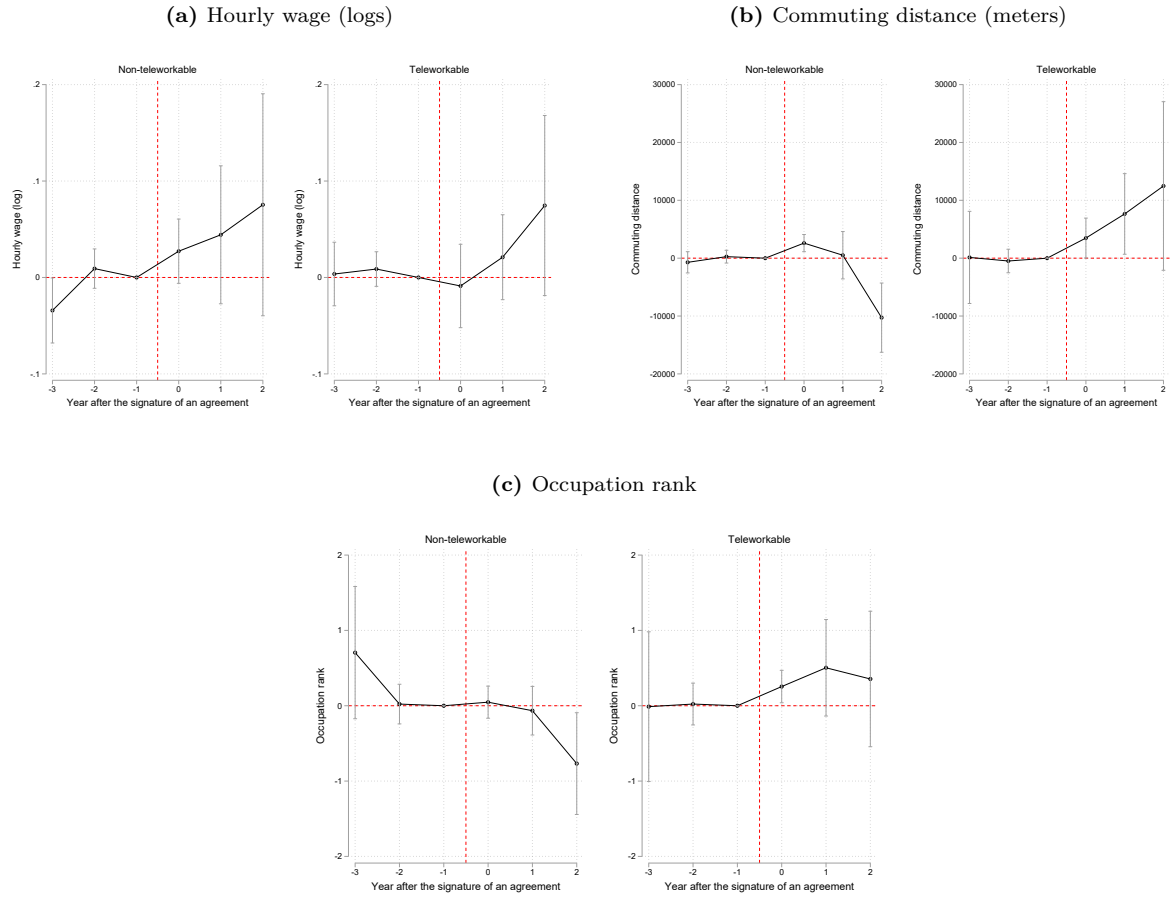 (a) Hourly wage (logs)
(b) Commuting distance (meters)
Non-teleworkable
Teleworkable
.2
.1
0
-.1
Hourly wage (log)
-3 -2 -1 0 1 2
Year after the signature of an agreement
.2
.1
0
-.1
Hourly wage (log)
-3 -2 -1 0 1 2
Year after the signature of an agreement
Non-teleworkable
Teleworkable
30000
20000
10000
0
-10000
-20000
Commuting distance
-3 -2 -1 0 1 2
Year after the signature of an agreement
30000
20000
10000
0
-10000
-20000
Commuting distance
-3 -2 -1 0 1 2
Year after the signature of an agreement
(c) Occupation rank
Non-teleworkable
Teleworkable
2
1
0
-1
-2
Occupation rank
-3 -2 -1 0 1 2
Year after the signature of an agreement
2
1
0
-1
-2
Occupation rank
-3 -2 -1 0 1 2
Year after the signature of an agreement